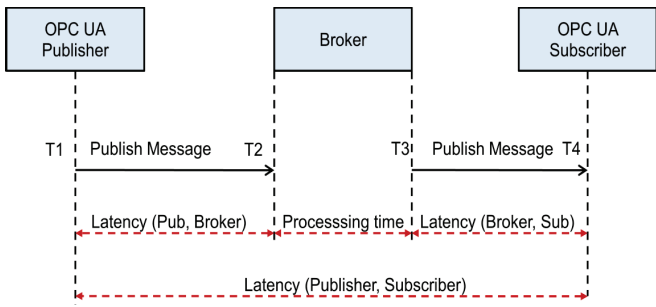 OPC UA
Publisher
Broker
OPC UA
Subscriber
T1 Publish Message T2
T3 Publish Message T4
Latency (Pub, Broker)
Processsing time
Latency (Broker, Sub)
Latency (Publisher, Subscriber)